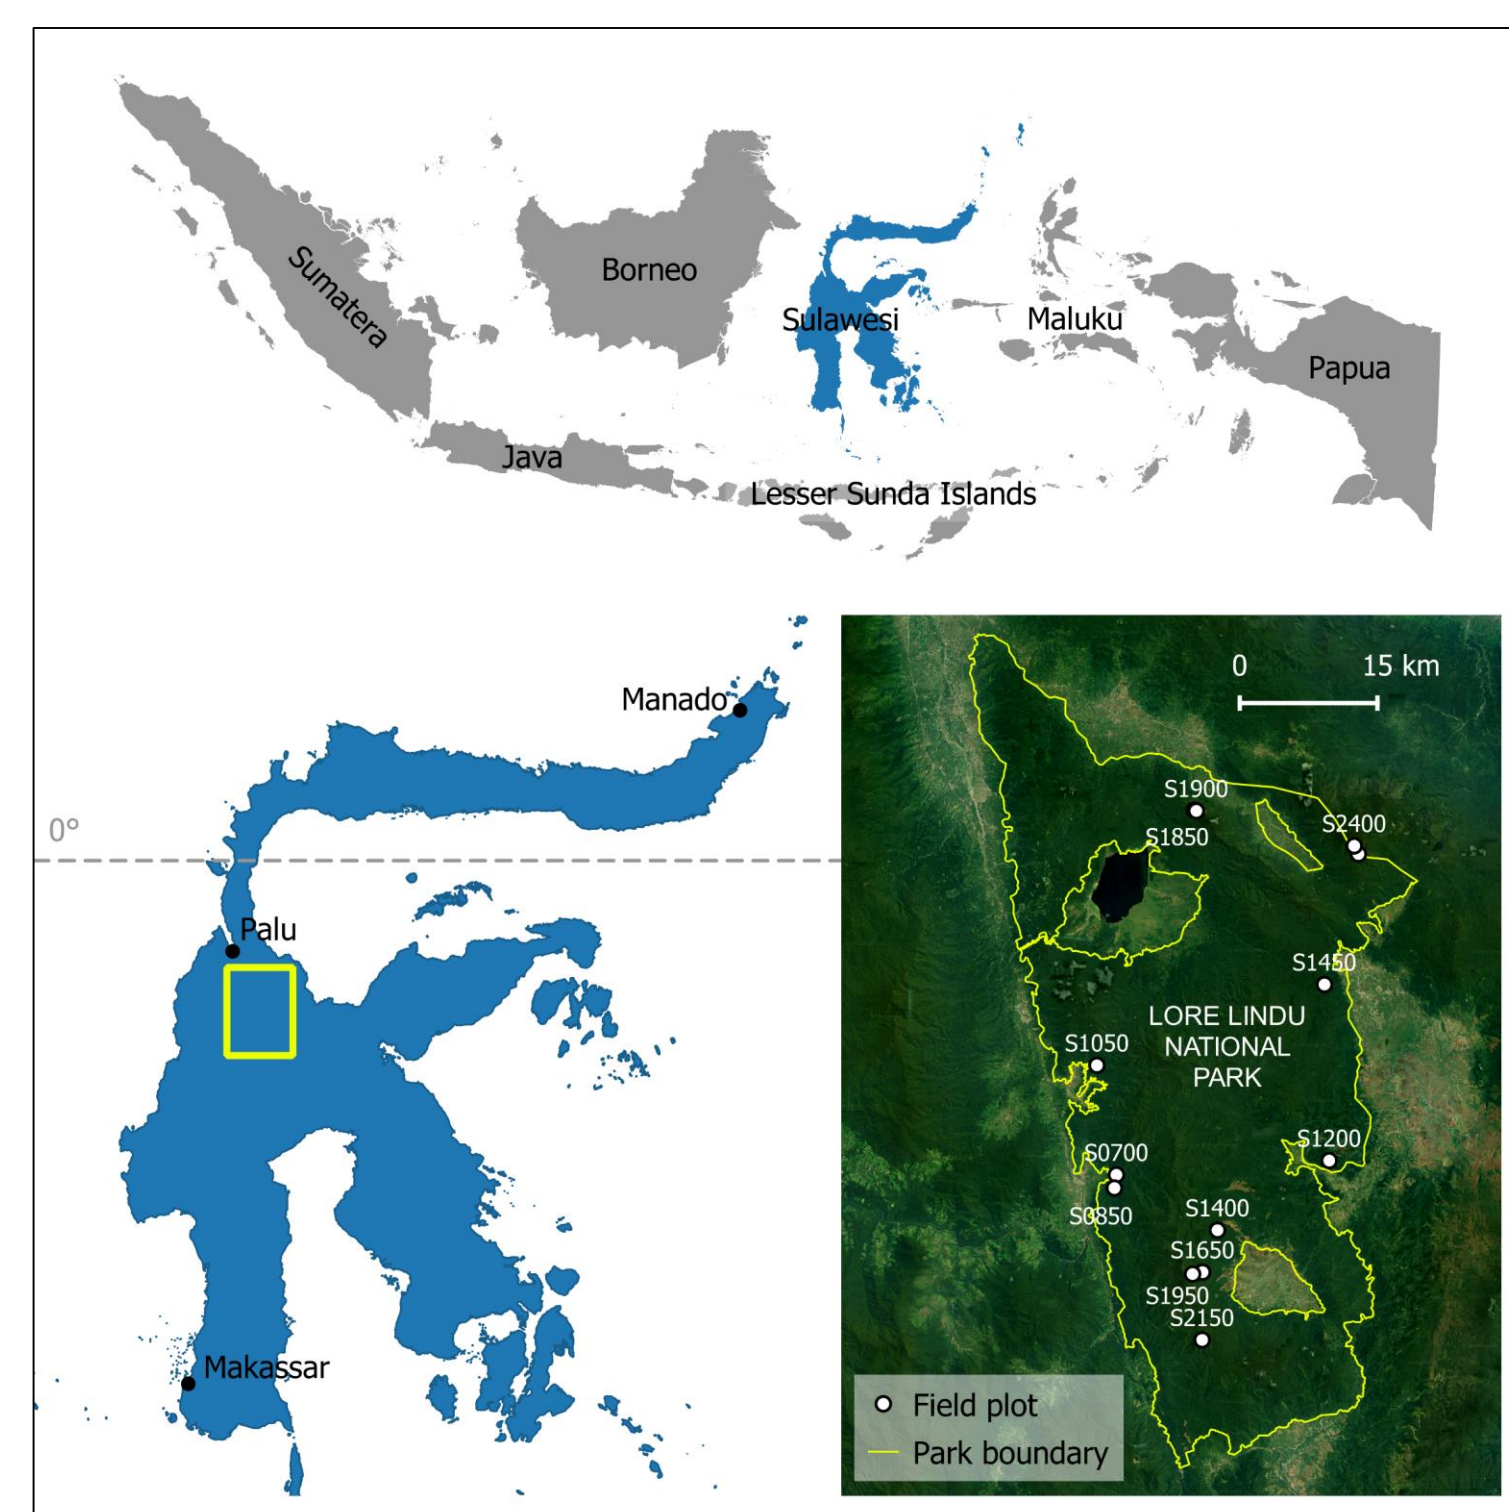 Sumatera
Borneo
Sulawesi
Maluku
Papua
Java
Lesser Sunda Islands
Manado
0°
Palu
Makassar
0 15 km
S1900
S1850
S2400
S1450
LORE LINDU
NATIONAL
PARK
S1050
S1200
S0700
S0850
S1400
S1650
S1950
S2150
Field plot
Park boundary